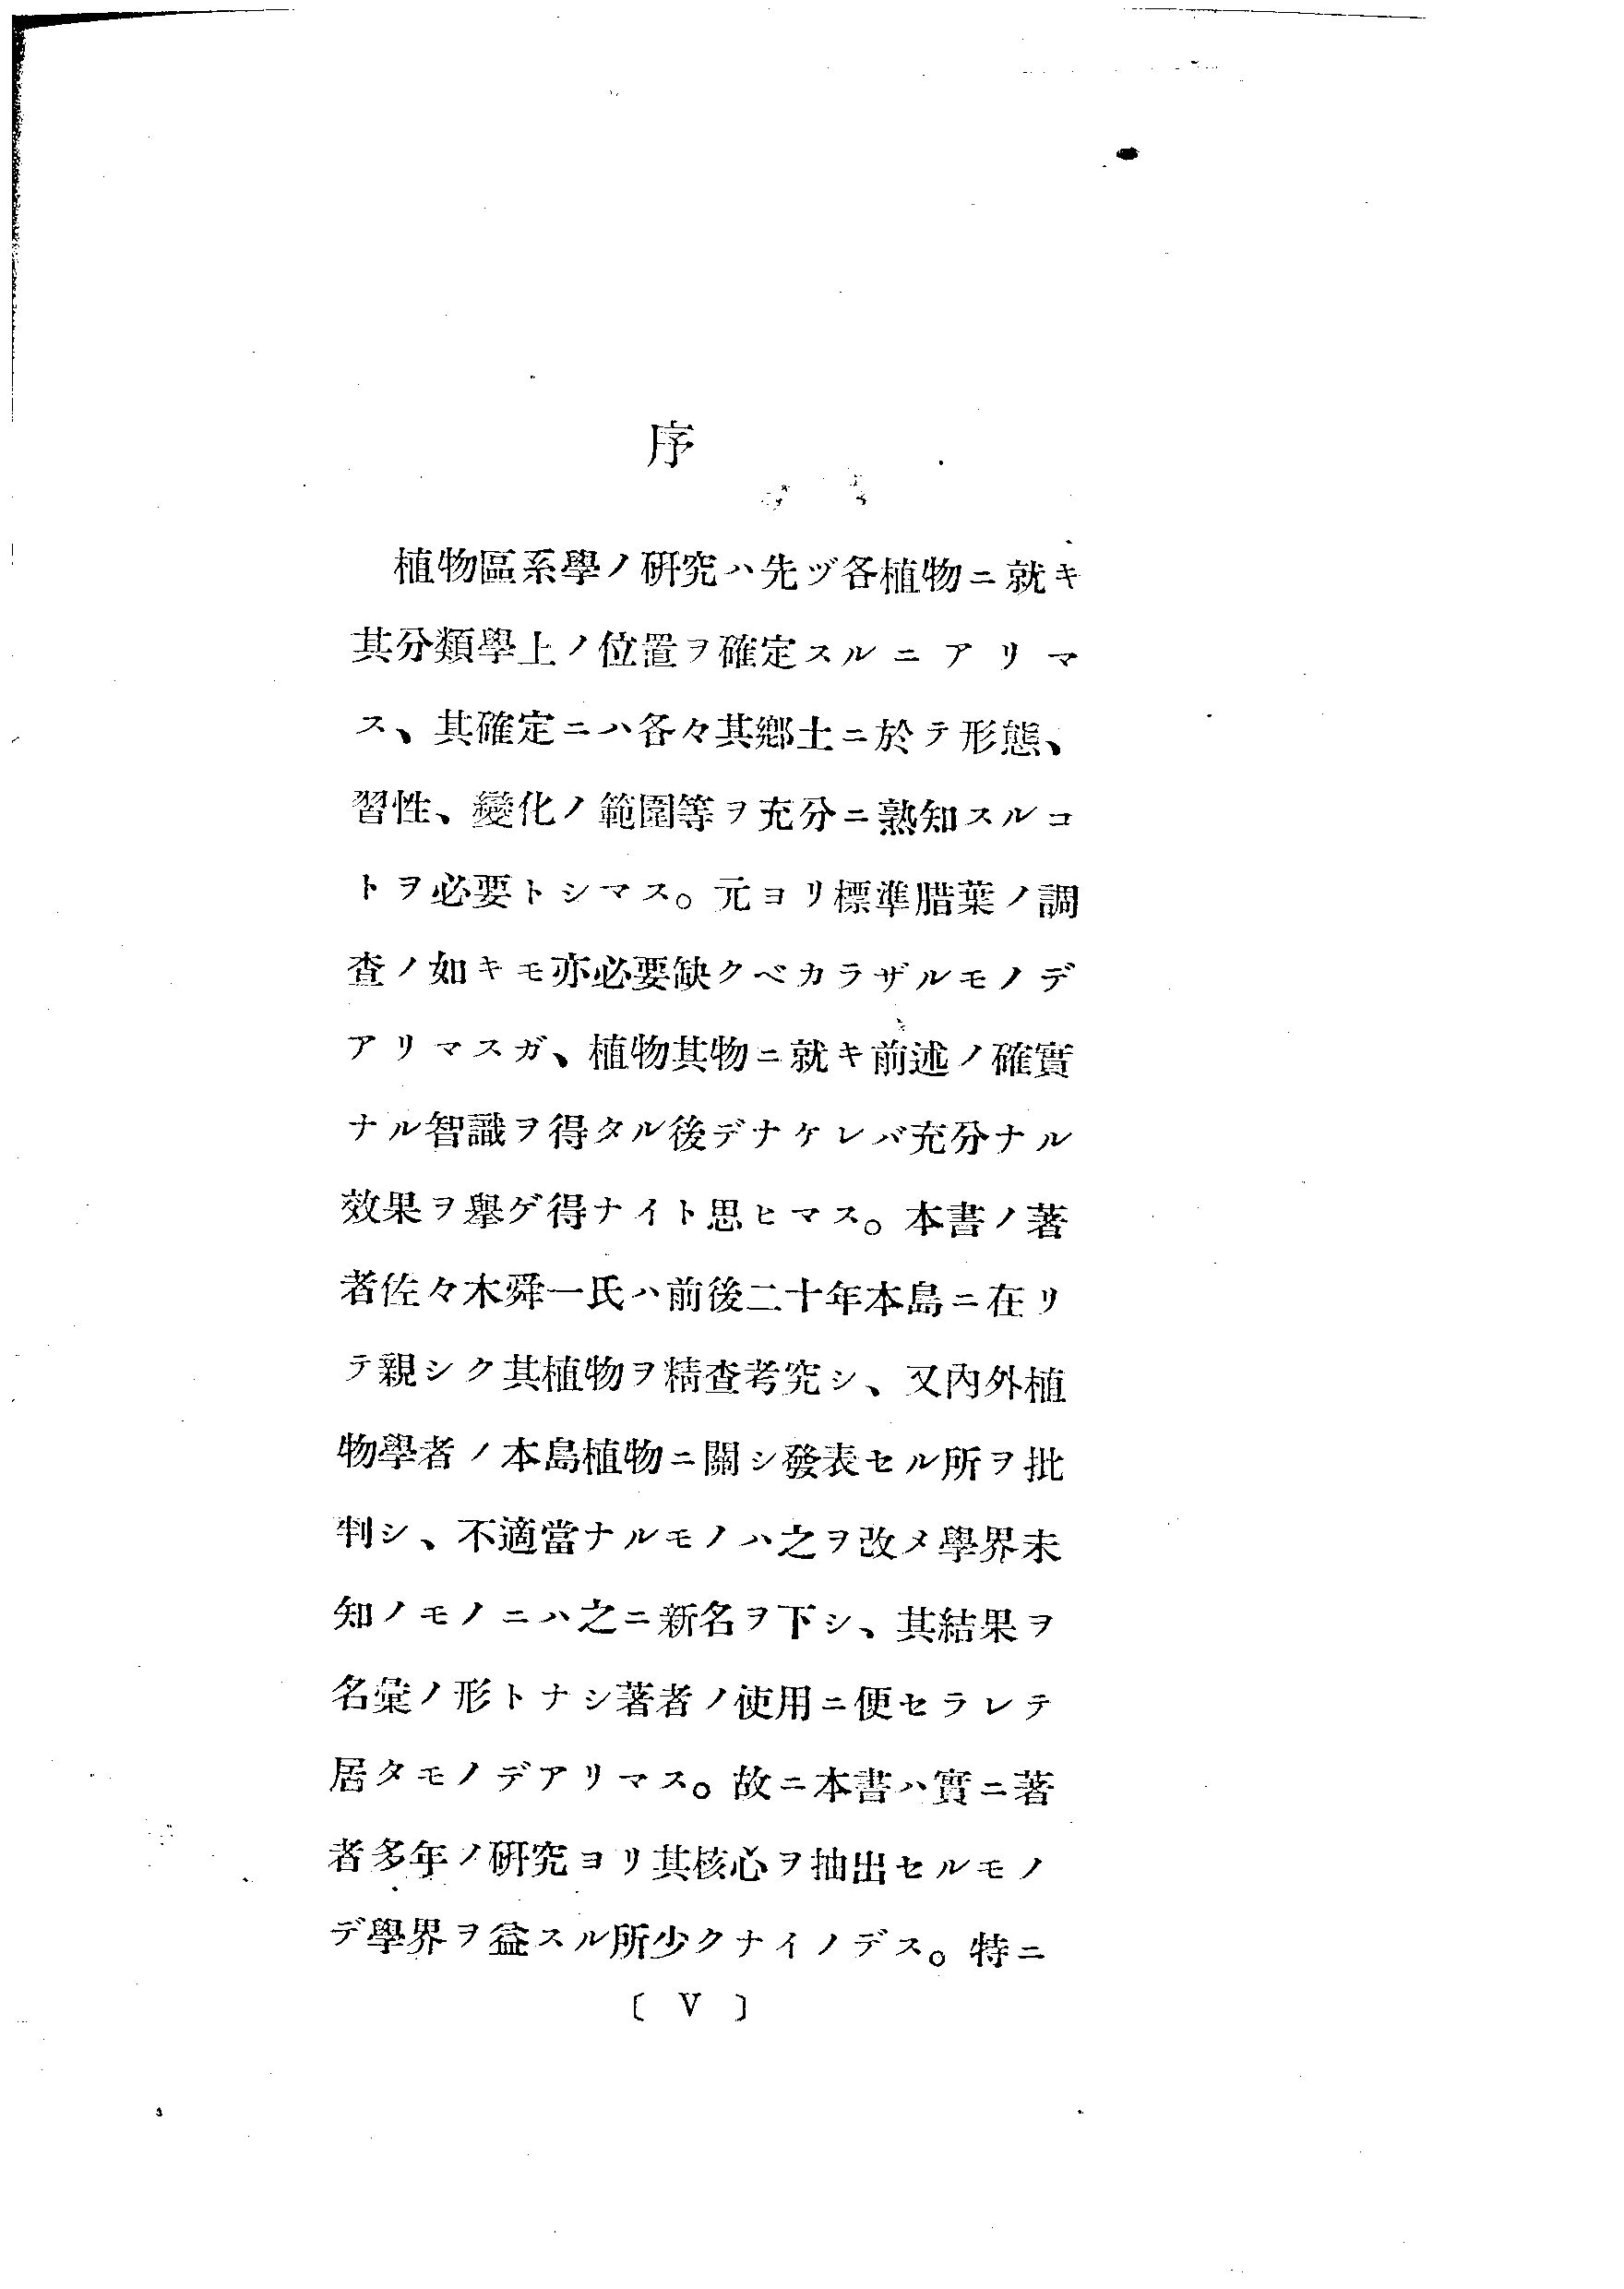 序
植物區系學ノ硏究ハ先ヅ各植物ニ就キ
其分類學上ノ位置ヲ確定スルニアリマ
ス、其確定ニハ各々其鄕土ニ於テ形態、
習性、變化ノ範圍等ヲ充分ニ熟知スルコ
トヲ必要トシマス。元ヨリ標準腊葉ノ調
査ノ如キモ亦必要缺クベカラザルモノデ
アリマスガ、植物其物ニ就キ前述ノ確實
ナル智識ヲ得タル後デナケレバ充分ナル
效果ヲ擧ゲ得ナイト思ヒマス。本書ノ著
者佐々木舜一氏ハ前後二十年本島ニ在リ
テ親シク其植物ヲ精査考究シ、又內外植
物學者ノ本島植物ニ關シ發表セル所ヲ批
判シ、不適當ナルモノハ之ヲ改メ學界未
知ノモノニハ之ニ新名ヲ下シ、其結果ヲ
名彙ノ形トナシ著者ノ使用ニ便セラレテ
居タモノデアリマス。故ニ本書ハ實ニ著
者多年ノ硏究ヨリ其核心ヲ抽出セルモノ
デ學界ヲ益スル所少クナイノデス。特ニ
〔 V 〕